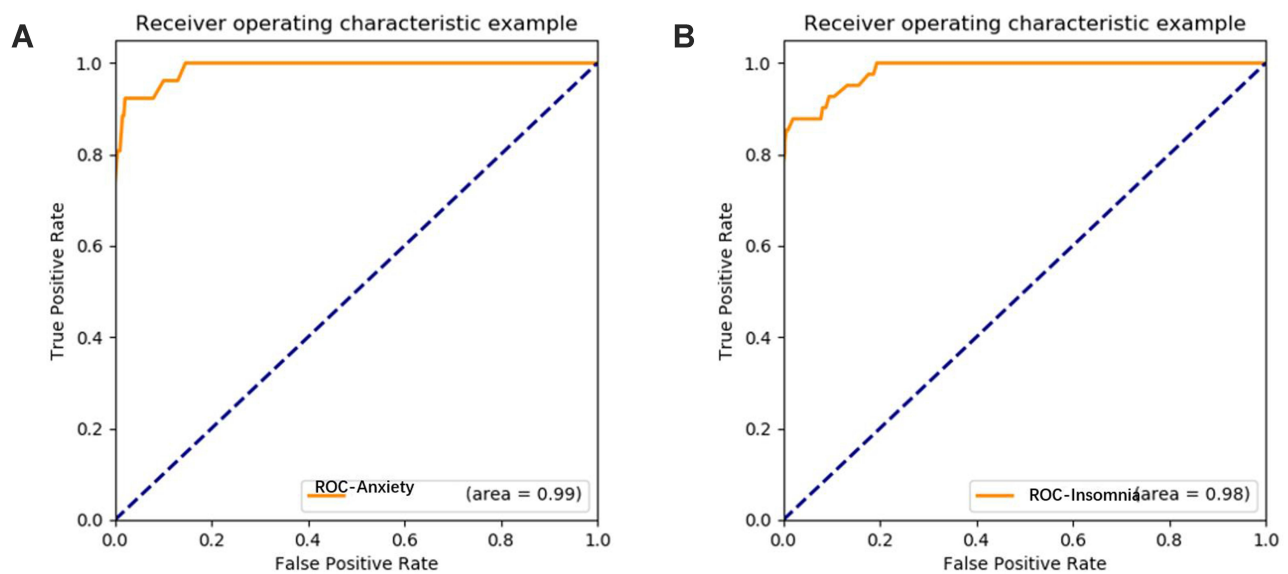 A
Receiver operating characteristic example
True Positive Rate
1.0
0.8
0.6
0.4
0.2
0.0
ROC-Anxiety (area = 0.99)
0.0 0.2 0.4 0.6 0.8 1.0
False Positive Rate
B
Receiver operating characteristic example
True Positive Rate
1.0
0.8
0.6
0.4
0.2
0.0
ROC-Insomnia (area = 0.98)
0.0 0.2 0.4 0.6 0.8 1.0
False Positive Rate